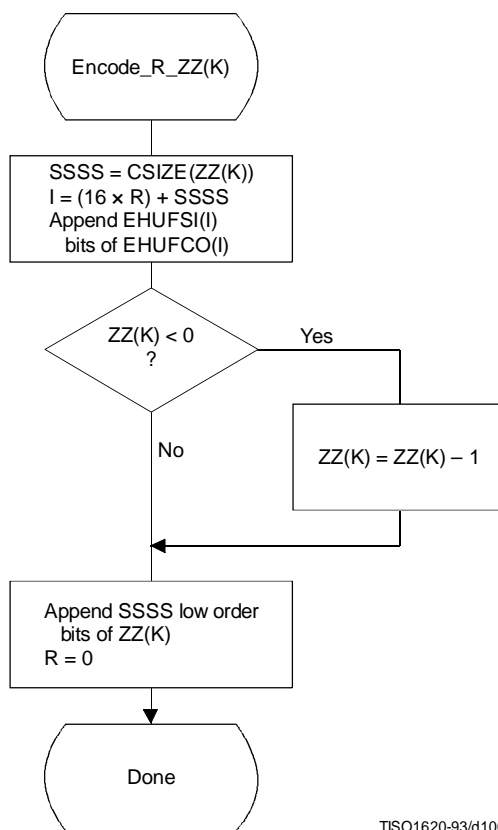 Encode_R_ZZ(K)
SSSS = CSIZE(ZZ(K))
I = (16 × R) + SSSS
Append EHUFSI(I)
bits of EHUFCO(I)
ZZ(K) < 0
?
Yes
No
ZZ(K) = ZZ(K) – 1
Append SSSS low order
bits of ZZ(K)
R = 0
Done